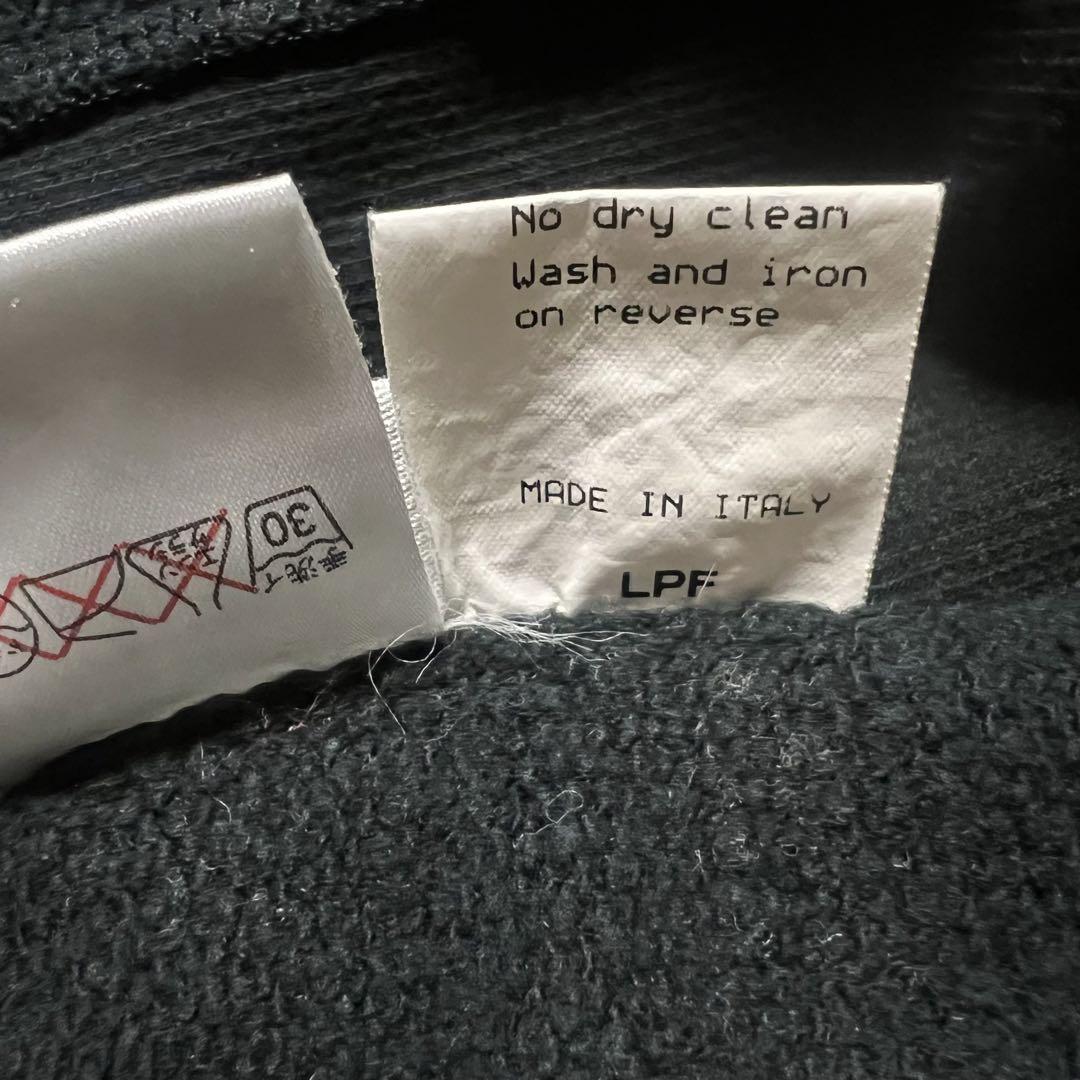 No dry clean
Wash and iron
on reverse
MADE IN ITALY
LPF
30